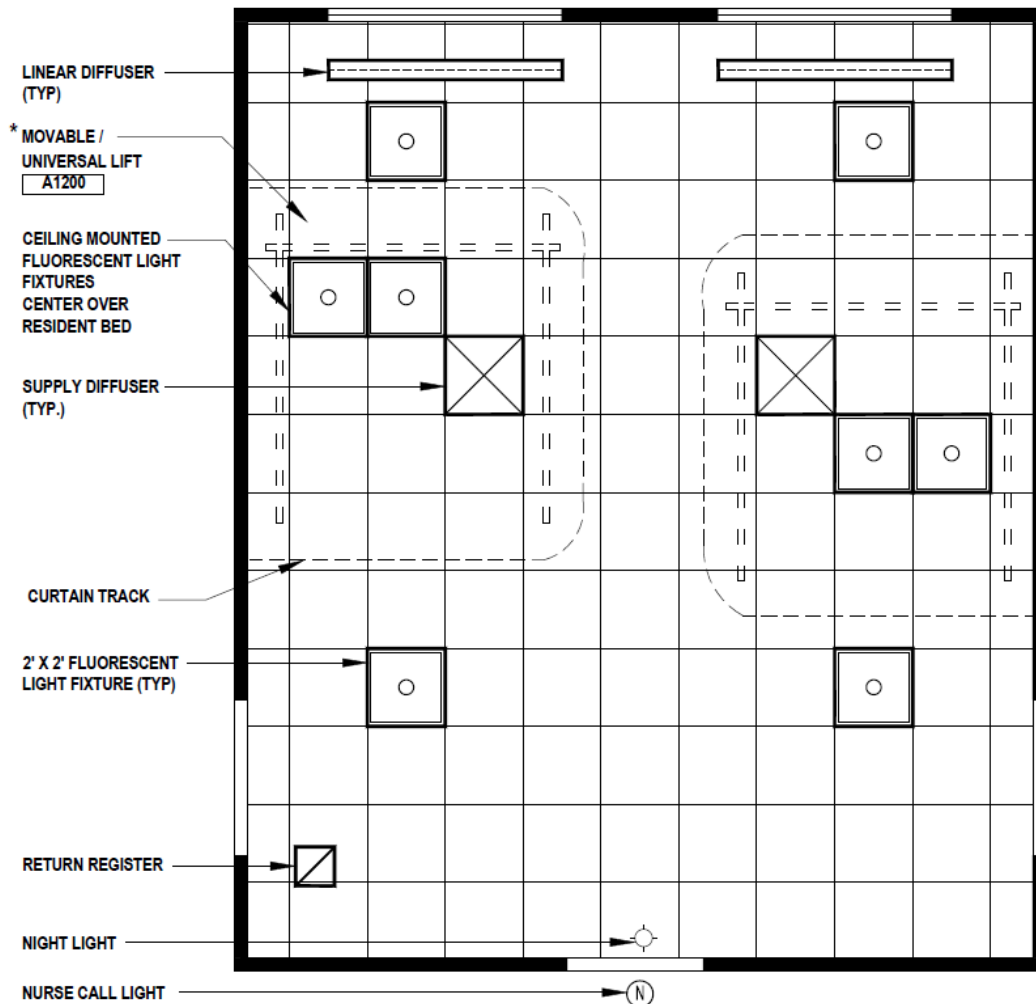 LINEAR DIFFUSER
(TYP)
* MOVABLE /
UNIVERSAL LIFT
A1200
CEILING MOUNTED
FLUORESCENT LIGHT
FIXTURES
CENTER OVER
RESIDENT BED
SUPPLY DIFFUSER
(TYP.)
CURTAIN TRACK
2' X 2' FLUORESCENT
LIGHT FIXTURE (TYP)
RETURN REGISTER
NIGHT LIGHT
NURSE CALL LIGHT
N